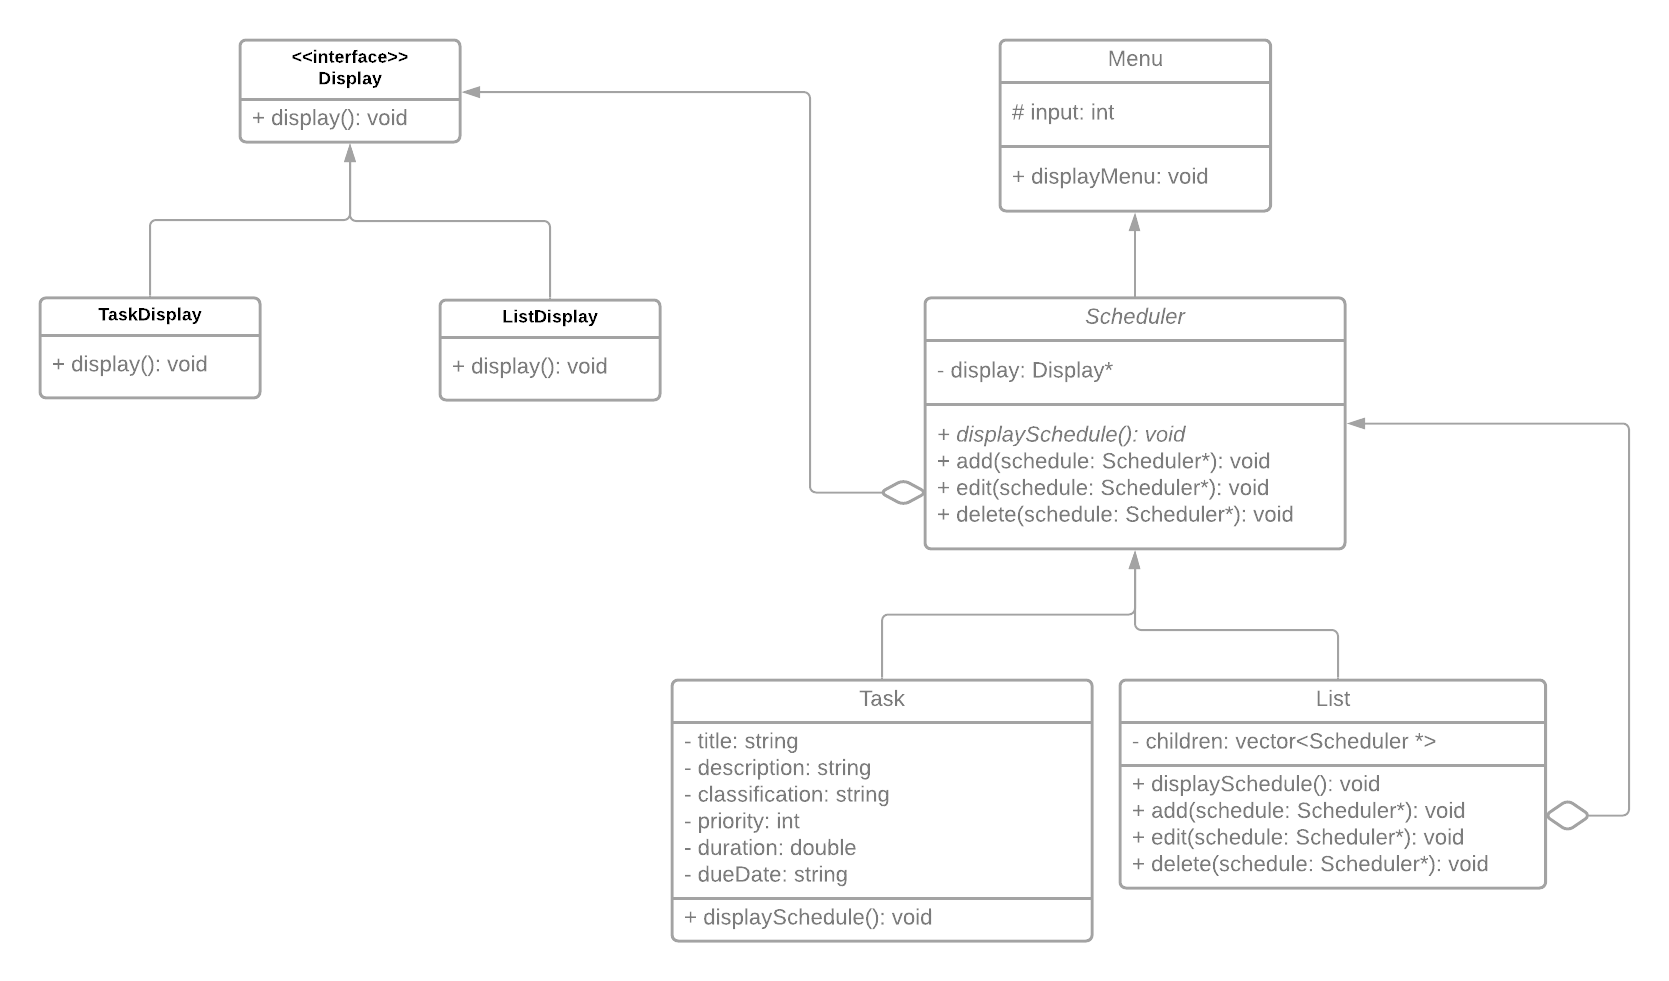 <<interface>>
Display
+ display(): void
TaskDisplay
+ display(): void
ListDisplay
+ display(): void
Menu
# input: int
+ displayMenu: void
Scheduler
- display: Display*
+ displaySchedule(): void
+ add(schedule: Scheduler*): void
+ edit(schedule: Scheduler*): void
+ delete(schedule: Scheduler*): void
Task
- title: string
- description: string
- classification: string
- priority: int
- duration: double
- dueDate: string
+ displaySchedule(): void
List
- children: vector<Scheduler *>
+ displaySchedule(): void
+ add(schedule: Scheduler*): void
+ edit(schedule: Scheduler*): void
+ delete(schedule: Scheduler*): void